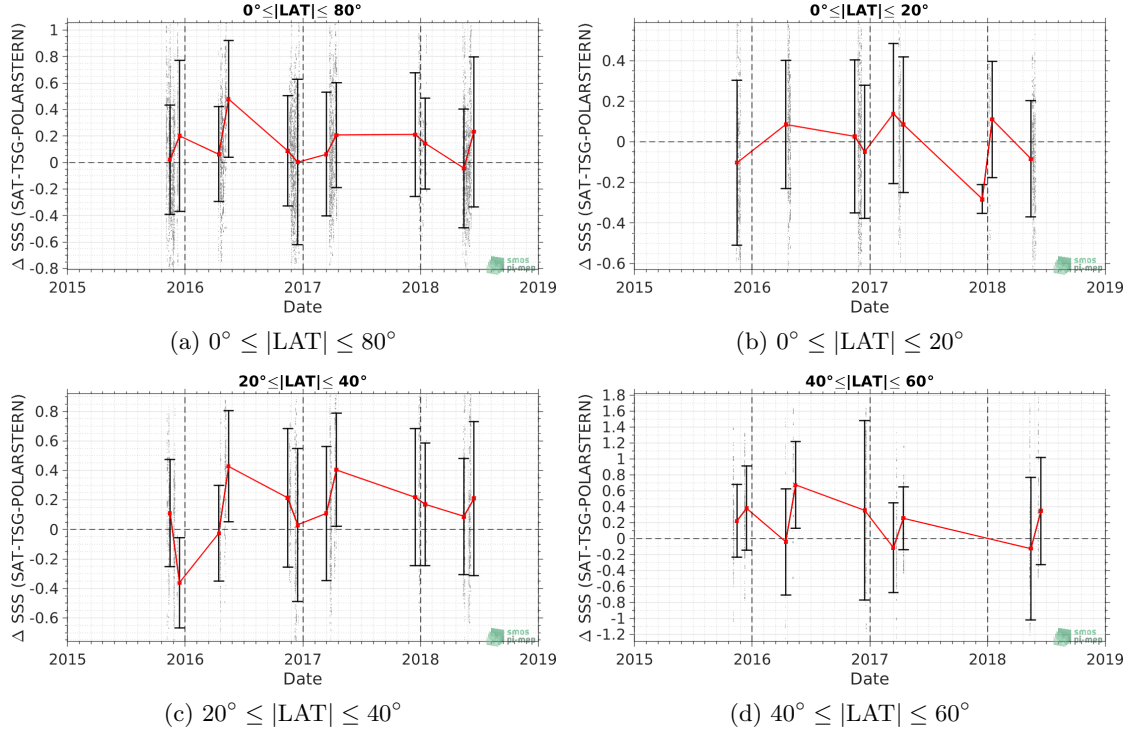 0°≤|LAT|≤ 80°
Δ SSS (SAT-TSG-POLARSTERN)
1
0.8
0.6
0.4
0.2
0
-0.2
-0.4
-0.6
-0.8
2015
2016
2017
2018
2019
Date
smos
pi-mep
(a) 0° ≤ |LAT| ≤ 80°
0°≤|LAT|≤ 20°
Δ SSS (SAT-TSG-POLARSTERN)
0.4
0.2
0
-0.2
-0.4
-0.6
2015
2016
2017
2018
2019
Date
smos
pi-mep
(b) 0° ≤ |LAT| ≤ 20°
20°≤|LAT|≤ 40°
Δ SSS (SAT-TSG-POLARSTERN)
0.8
0.6
0.4
0.2
0
-0.2
-0.4
-0.6
2015
2016
2017
2018
2019
Date
smos
pi-mep
(c) 20° ≤ |LAT| ≤ 40°
40°≤|LAT|≤ 60°
Δ SSS (SAT-TSG-POLARSTERN)
1.8
1.6
1.4
1.2
1
0.8
0.6
0.4
0.2
0
-0.2
-0.4
-0.6
-0.8
-1
-1.2
2015
2016
2017
2018
2019
Date
smos
pi-mep
(d) 40° ≤ |LAT| ≤ 60°